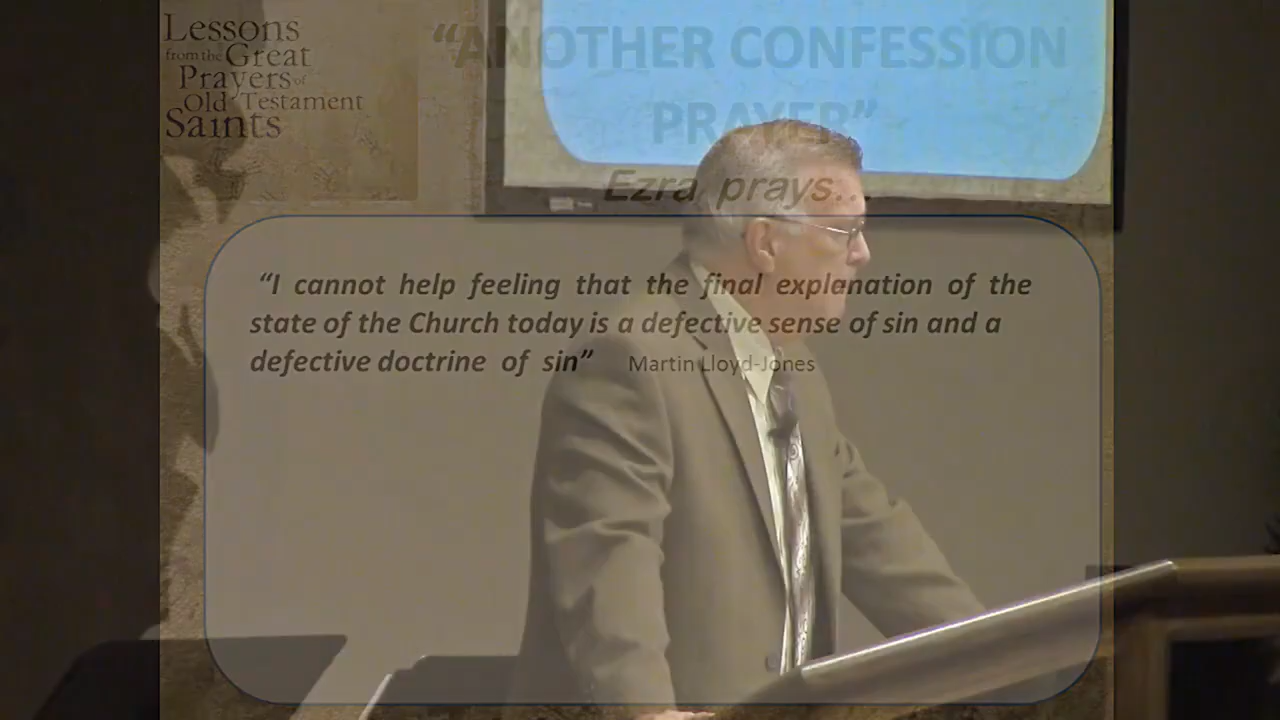 Lessons
from the Great
Prayers of
Old Testament
Saints
“ANOTHER CONFESSION
PRAYER”
Ezra prays...
“I cannot help feeling that the final explanation of the
state of the Church today is a defective sense of sin and a
defective doctrine of sin” Martin Lloyd-Jones